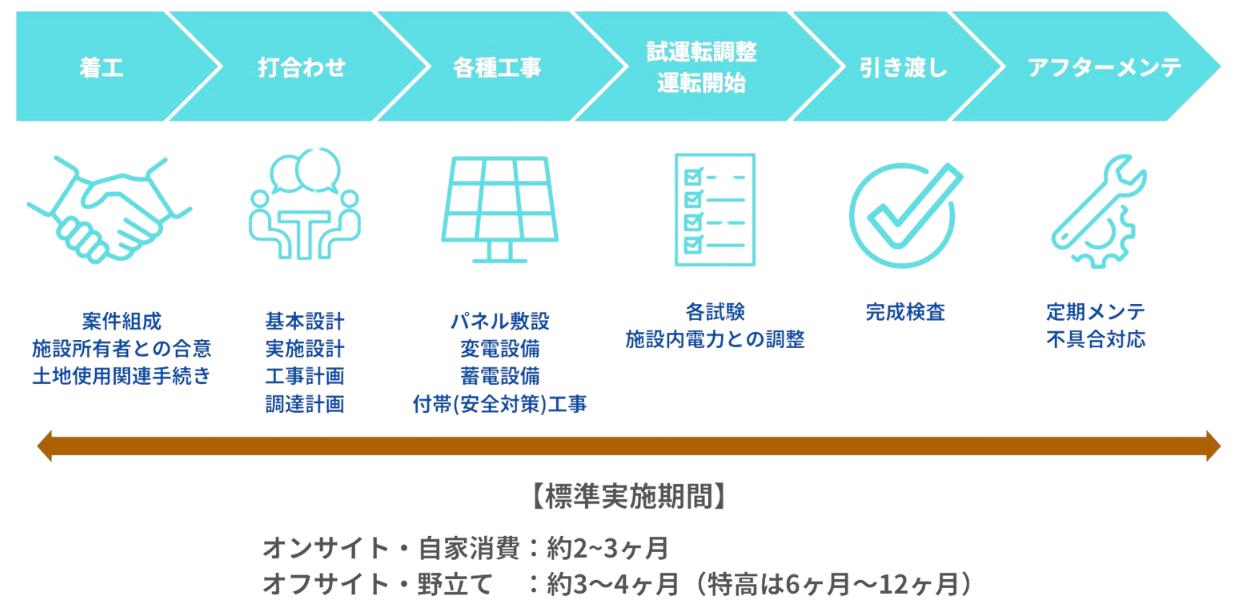 着工
打合わせ
各種工事
試運転調整
運転開始
引き渡し
アフターメンテ
案件組成
施設所有者との合意
土地使用関連手続き
基本設計
実施設計
工事計画
調達計画
パネル敷設
変電設備
蓄電設備
付帯(安全対策)工事
各試験
施設内電力との調整
完成検査
定期メンテ
不具合対応
【標準実施期間】
オンサイト・自家消費：約2~3ヶ月
オフサイト・野立て　：約3〜4ヶ月（特高は6ヶ月〜12ヶ月）